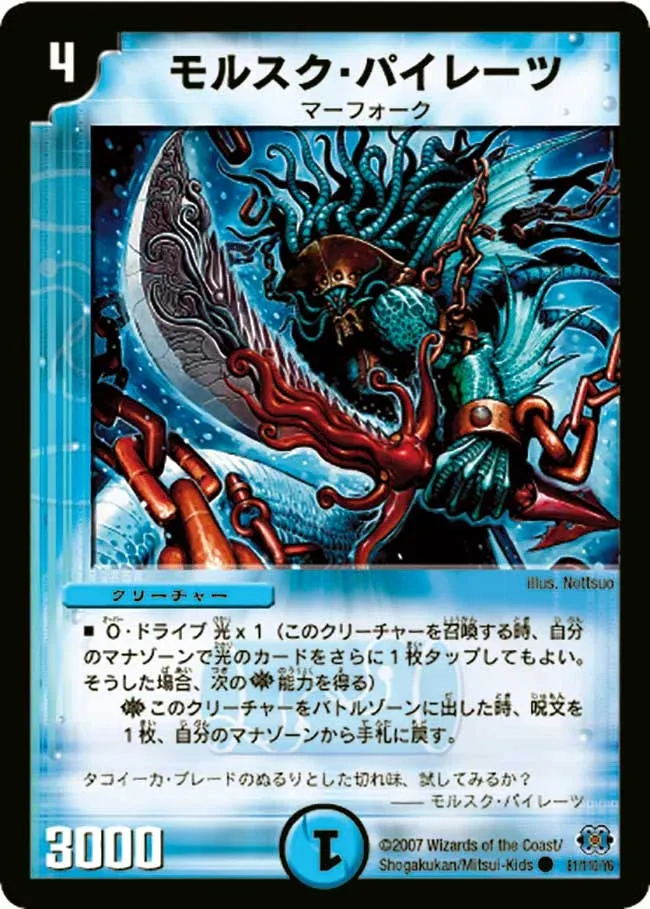 4
モルスク・パイレーツ
マーフォーク
illus. Nottsuo
クリーチャー
■ O・ドライブ 光x1（このクリーチャーを召喚する時、自分
のマナゾーンで光のカードをさらに1枚タップしてもよい。
そうした場合、次の 能力を得る）
このクリーチャーをバトルゾーンに出した時、呪文を
1枚、自分のマナゾーンから手札に戻す。
タコイーカ・ブレードのぬるりとした切れ味、試してみるか？
—— モルスク・パイレーツ
3000
1
©2007 Wizards of the Coast/
Shogakukan/Mitsui-Kids